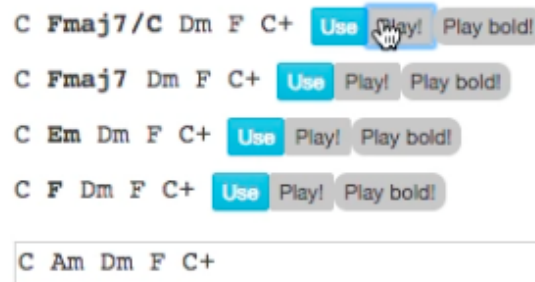 C Fmaj7/C Dm F C+ Use Play! Play bold!
C Fmaj7 Dm F C+ Use Play! Play bold!
C Em Dm F C+ Use Play! Play bold!
C F Dm F C+ Use Play! Play bold!
C Am Dm F C+